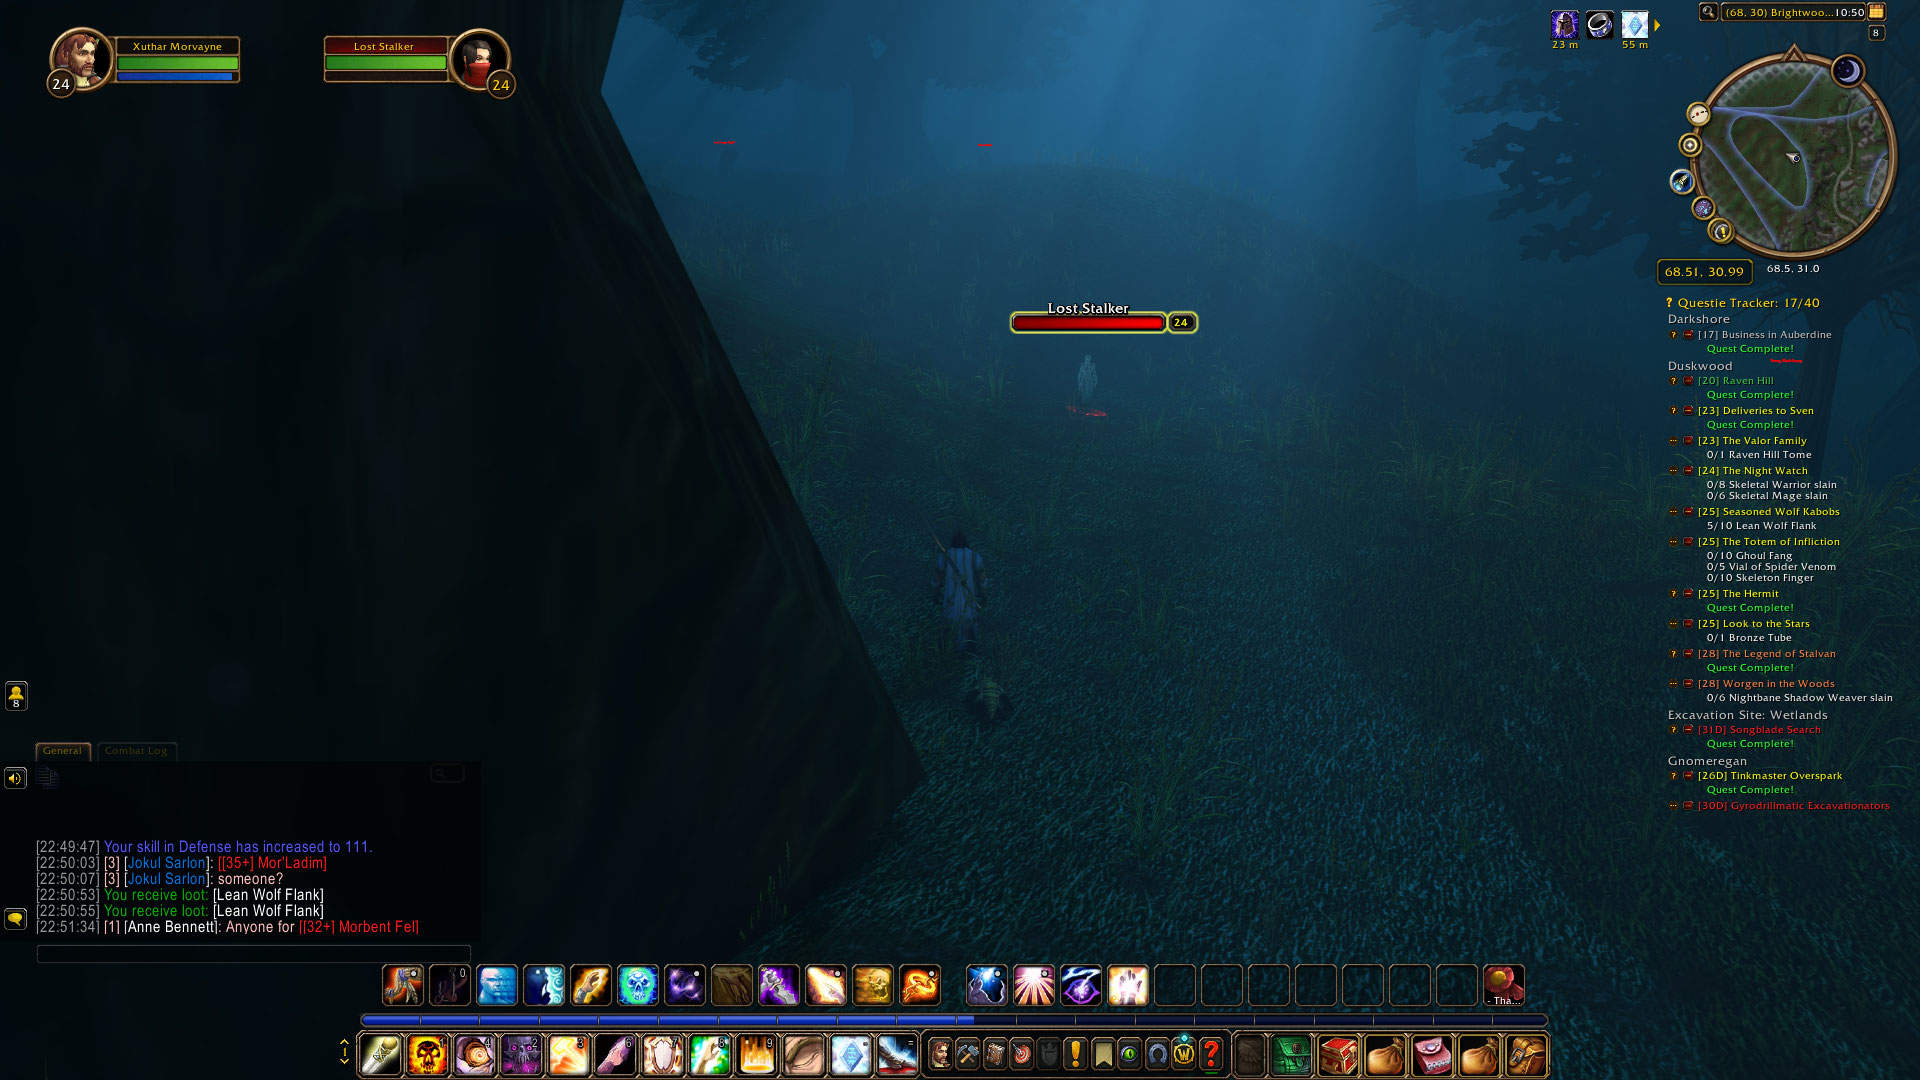 Xuthar Morvayne
24
Lost Stalker
24
23 m
55 m
(68, 30) Brightwoo...
10:50
8
68.51, 30.99
68.5, 31.0
Lost Stalker
24
? Questie Tracker: 17/40
Darkshore
[17] Business in Auberdine
Quest Complete!
Duskwood
[20] Raven Hill
Quest Complete!
[23] Deliveries to Sven
Quest Complete!
[23] The Valor Family
0/1 Raven Hill Tome
[24] The Night Watch
0/8 Skeletal Warrior slain
0/6 Skeletal Mage slain
[25] Seasoned Wolf Kabobs
5/10 Lean Wolf Flank
[25] The Totem of Infliction
0/10 Ghoul Fang
0/5 Vial of Spider Venom
0/10 Skeleton Finger
[25] The Hermit
Quest Complete!
[25] Look to the Stars
0/1 Bronze Tube
[28] The Legend of Stalvan
Quest Complete!
[28] Worgen in the Woods
0/6 Nightbane Shadow Weaver slain
Excavation Site: Wetlands
[31D] Songblade Search
Quest Complete!
Gnomeregan
[26D] Tinkmaster Overspark
Quest Complete!
[30D] Gyrodrillmatic Excavationators
8
General
Combat Log
[22:49:47] Your skill in Defense has increased to 111.
[22:50:03] [3] [Jokul Sarlon]: [[35+] Mor'Ladim]
[22:50:07] [3] [Jokul Sarlon]: someone?
[22:50:53] You receive loot: [Lean Wolf Flank]
[22:50:55] You receive loot: [Lean Wolf Flank]
[22:51:34] [1] [Anne Bennett]: Anyone for [[32+] Morbent Fel]
0
- Tha...
1
1
4
2
3
6
7
8
9
=